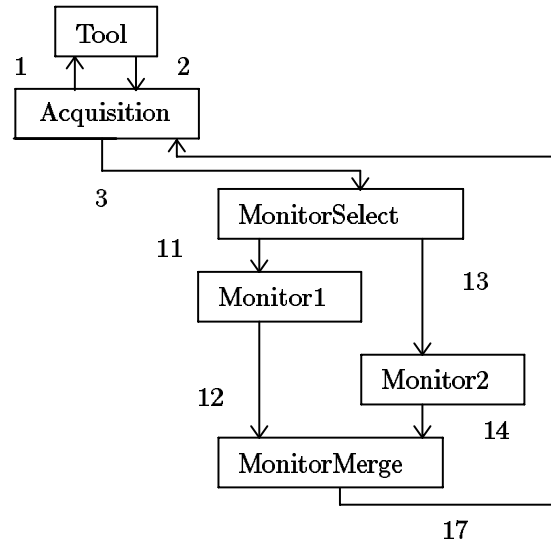 Tool
1
2
Acquisition
3
MonitorSelect
11
13
Monitor1
Monitor2
12
14
MonitorMerge
17